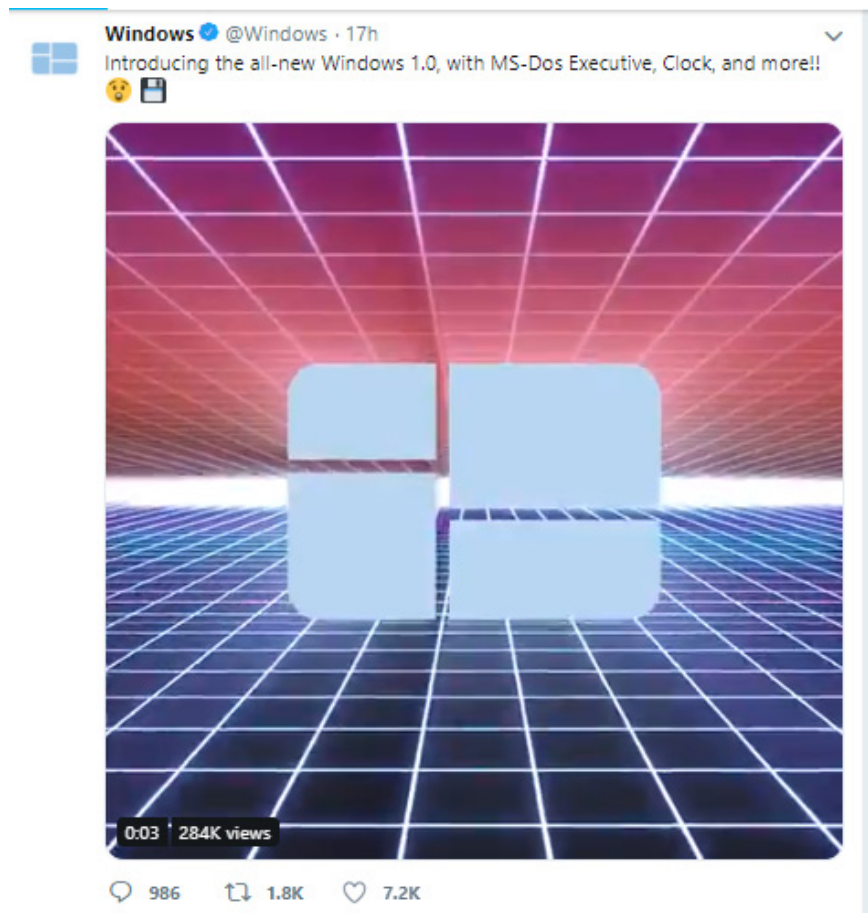 Windows @Windows · 17h
Introducing the all-new Windows 1.0, with MS-Dos Executive, Clock, and more!!
😲 💾
0:03 284K views
986 1.8K 7.2K